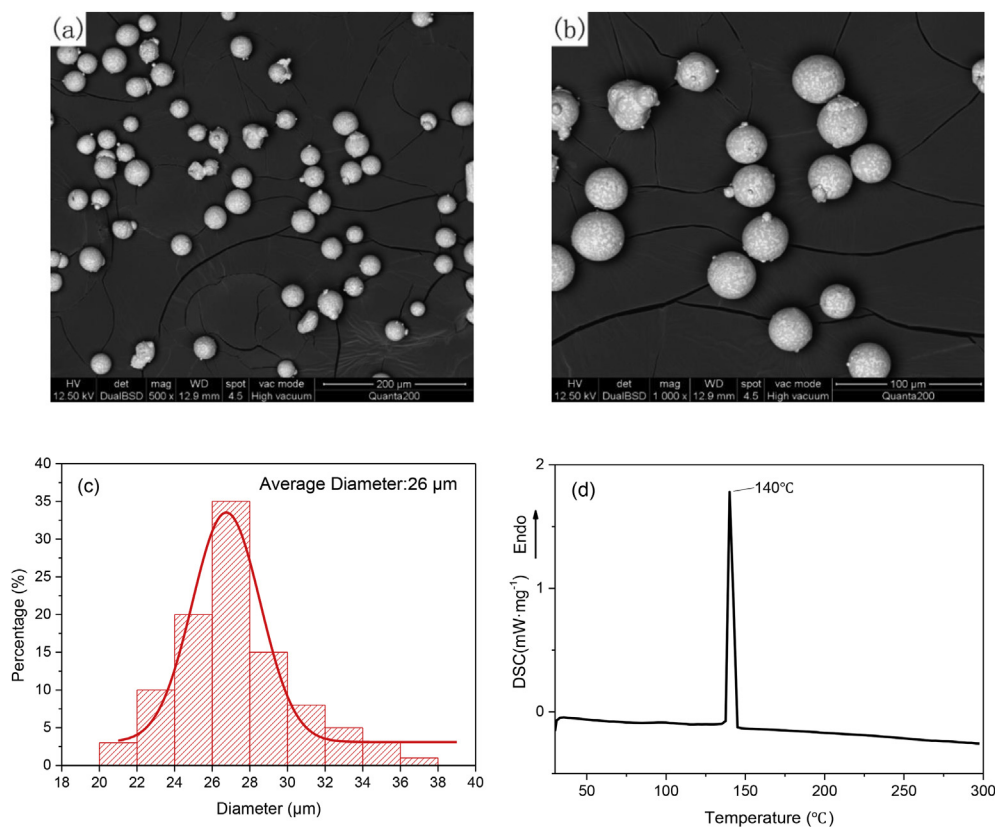 (a)
HV det mag WD spot vac mode 200 µm
12.50 kV DualBSD 500 x 12.9 mm 4.5 High vacuum Quanta200
(b)
HV det mag WD spot vac mode 100 µm
12.50 kV DualBSD 1 000 x 12.9 mm 4.5 High vacuum Quanta200
(c)
Average Diameter:26 µm
Percentage (%)
40
35
30
25
20
15
10
5
0
18 20 22 24 26 28 30 32 34 36 38 40
Diameter (µm)
(d)
140℃
DSC(mW·mg⁻¹)
Endo
2
1
0
50 100 150 200 250 300
Temperature (℃)